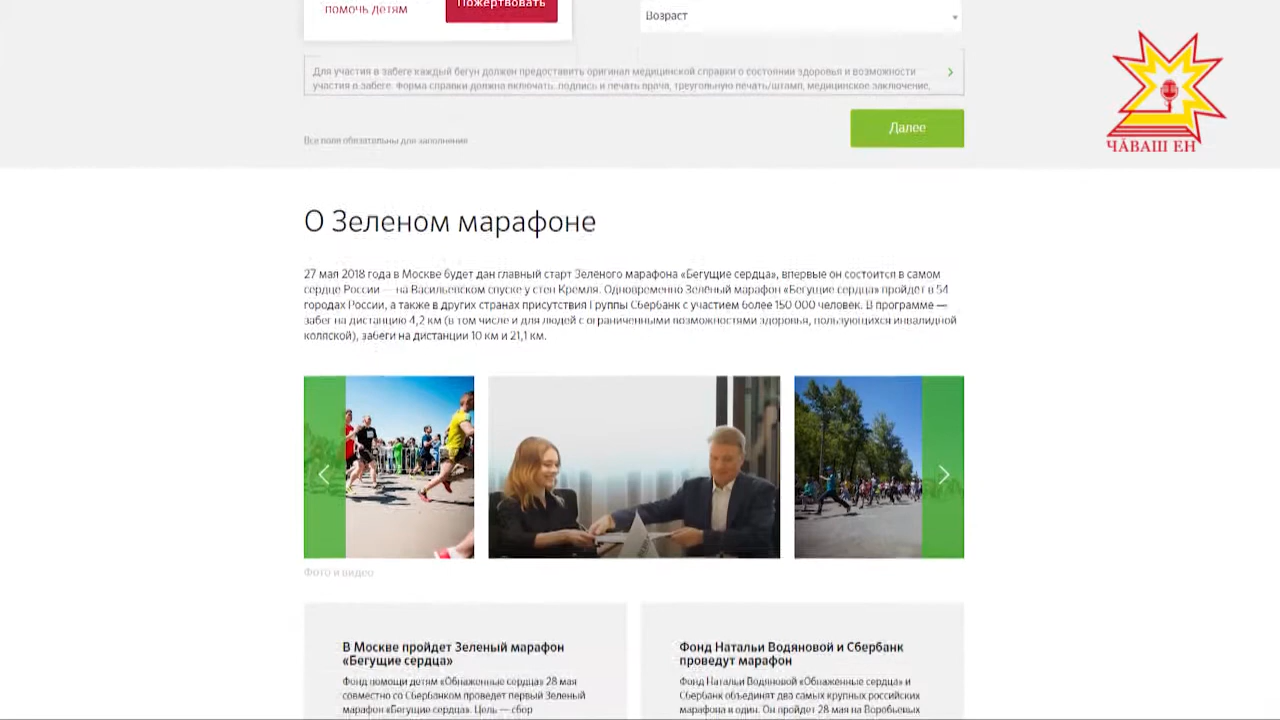 помочь детям
Пожертвовать
Возраст
Для участия в забеге каждый бегун должен предоставить оригинал медицинской справки о состоянии здоровья и возможности
участия в забеге. Форма справки должна включать: подпись и печать врача, треугольную печать/штамп, медицинское заключение,
Все поля обязательны для заполнения
Далее
ЧӐВАШ ЕН
О Зеленом марафоне
27 мая 2018 года в Москве будет дан главный старт Зелёного марафона «Бегущие сердца», впервые он состоится в самом
сердце России — на Васильевском спуске у стен Кремля. Одновременно Зелёный марафон «Бегущие сердца» пройдет в 54
городах России, а также в других странах присутствия Группы Сбербанк с участием более 150 000 человек. В программе —
забег на дистанцию 4,2 км (в том числе и для людей с ограниченными возможностями здоровья, пользующихся инвалидной
коляской), забеги на дистанции 10 км и 21,1 км.
Фото и видео
В Москве пройдет Зеленый марафон
«Бегущие сердца»
Фонд помощи детям «Обнаженные сердца» 28 мая
совместно со Сбербанком проведет первый Зеленый
марафон «Бегущие сердца». Цель — сбор
Фонд Натальи Водяновой и Сбербанк
проведут марафон
Фонд Натальи Водяновой «Обнаженные сердца» и
Сбербанк объединят два самых крупных российских
марафона в один. Он пройдет 28 мая на Воробьевых